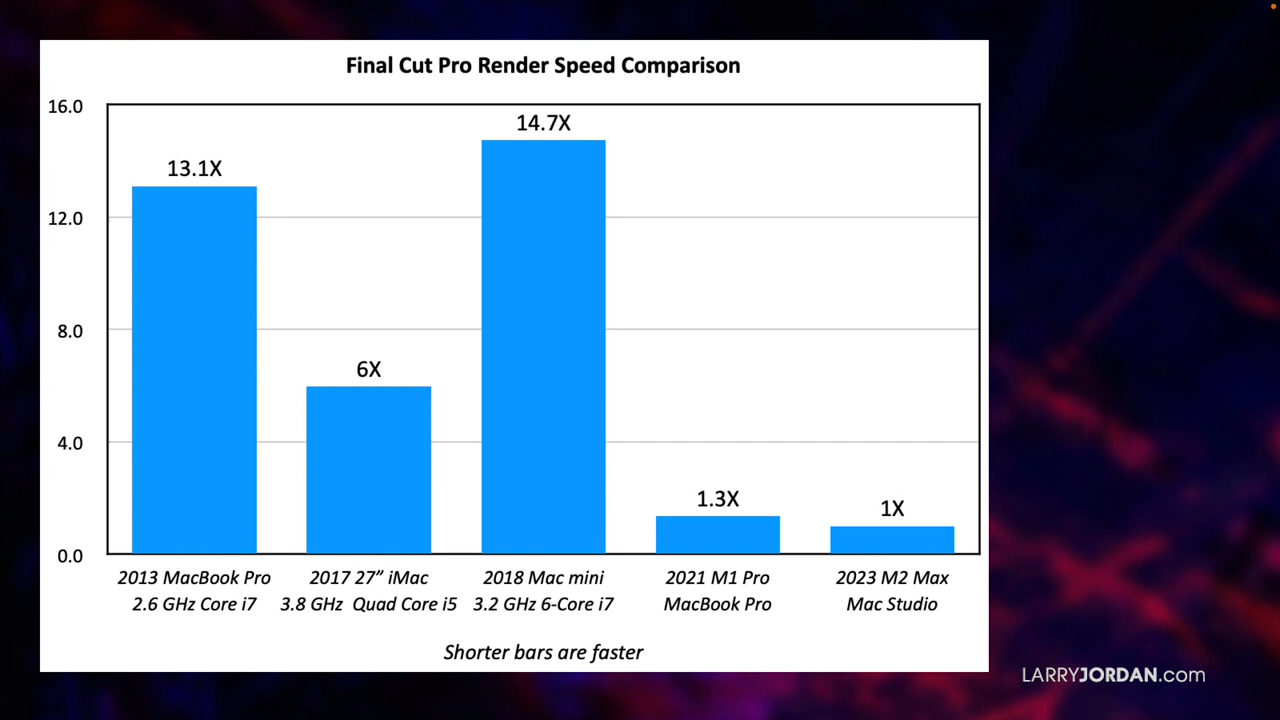 Final Cut Pro Render Speed Comparison
16.0
14.7X
13.1X
12.0
8.0
6X
4.0
1.3X
1X
0.0
2013 MacBook Pro
2.6 GHz Core i7
2017 27” iMac
3.8 GHz Quad Core i5
2018 Mac mini
3.2 GHz 6-Core i7
2021 M1 Pro
MacBook Pro
2023 M2 Max
Mac Studio
Shorter bars are faster
LARRYJORDAN.com